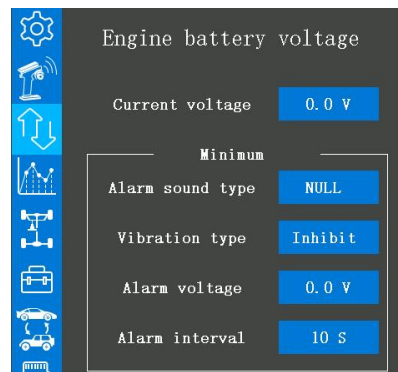 Engine battery voltage
Current voltage 0.0 V
Minimum
Alarm sound type NULL
Vibration type Inhibit
Alarm voltage 0.0 V
Alarm interval 10 S